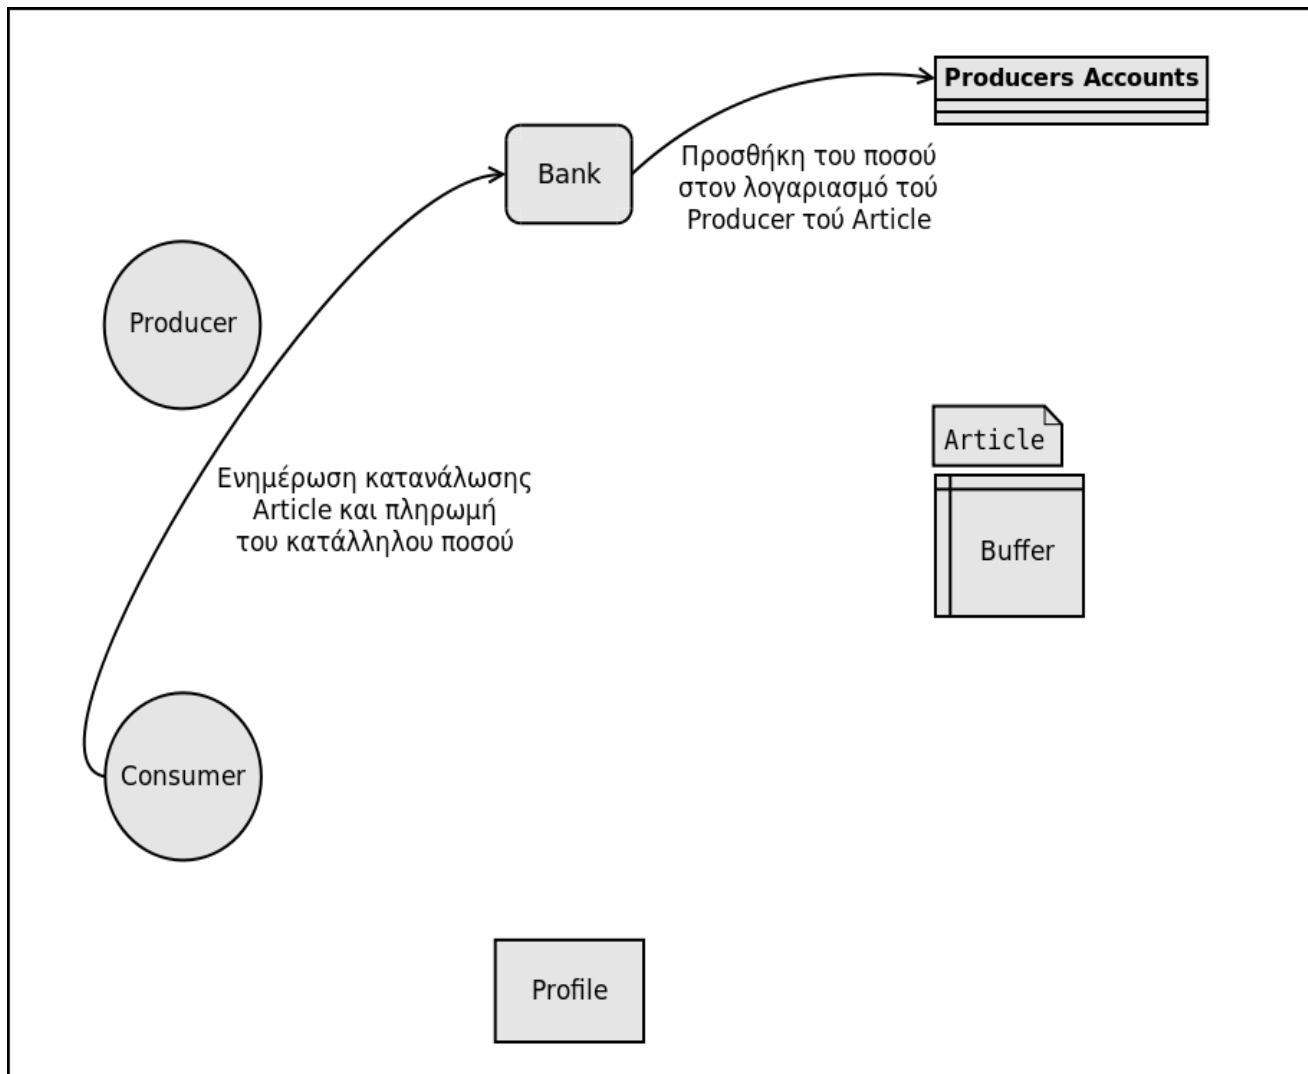 Producers Accounts
Bank
Προσθήκη του ποσού
στον λογαριασμό τού
Producer τού Article
Producer
Article
Ενημέρωση κατανάλωσης
Article και πληρωμή
του κατάλληλου ποσού
Buffer
Consumer
Profile